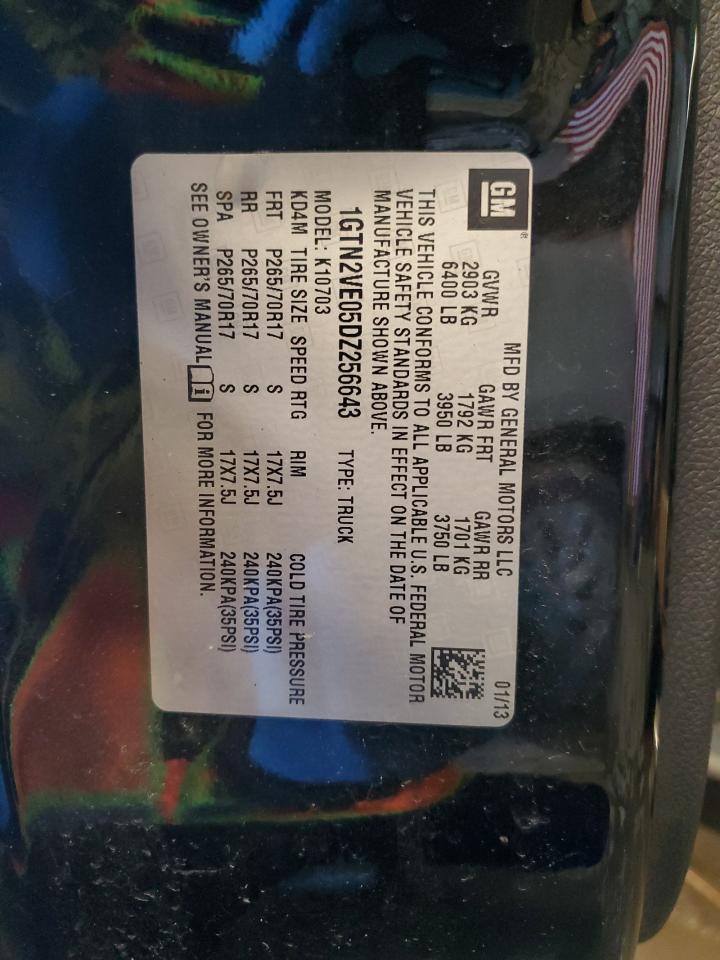 GM
MFD BY GENERAL MOTORS LLC 01/13
GVWR GAWR FRT GAWR RR
2903 KG 1792 KG 1701 KG
6400 LB 3950 LB 3750 LB
THIS VEHICLE CONFORMS TO ALL APPLICABLE U.S. FEDERAL MOTOR
VEHICLE SAFETY STANDARDS IN EFFECT ON THE DATE OF
MANUFACTURE SHOWN ABOVE.
1GTN2VE05DZ256643 TYPE: TRUCK
MODEL: K10703
KD4M TIRE SIZE SPEED RTG RIM COLD TIRE PRESSURE
FRT P265/70R17 S 17X7.5J 240KPA(35PSI)
RR P265/70R17 S 17X7.5J 240KPA(35PSI)
SPA P265/70R17 S 17X7.5J 240KPA(35PSI)
SEE OWNER'S MANUAL FOR MORE INFORMATION.